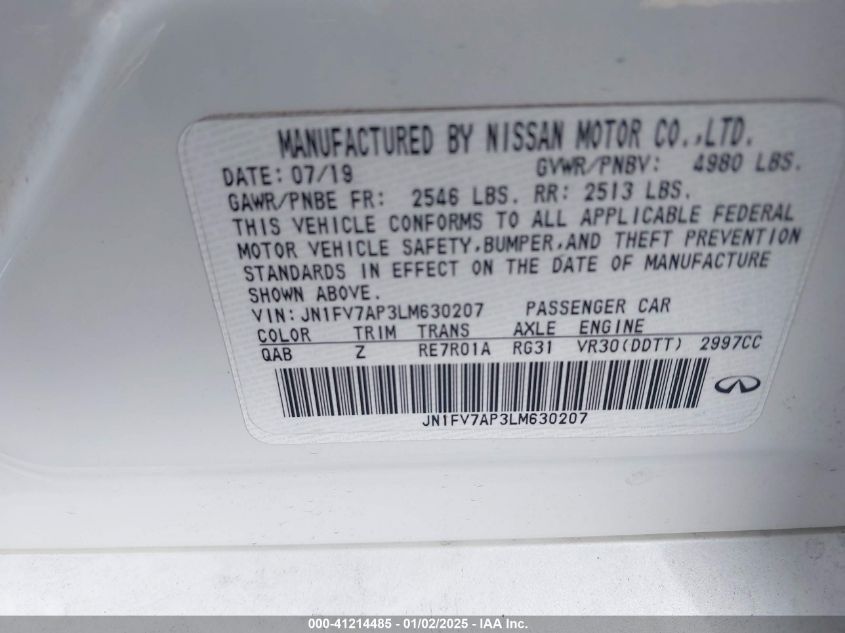 MANUFACTURED BY NISSAN MOTOR CO.,LTD.
DATE: 07/19 GVWR/PNBV: 4980 LBS.
GAWR/PNBE FR: 2546 LBS. RR: 2513 LBS.
THIS VEHICLE CONFORMS TO ALL APPLICABLE FEDERAL
MOTOR VEHICLE SAFETY,BUMPER,AND THEFT PREVENTION
STANDARDS IN EFFECT ON THE DATE OF MANUFACTURE
SHOWN ABOVE.
VIN: JN1FV7AP3LM630207 PASSENGER CAR
COLOR TRIM TRANS AXLE ENGINE
QAB Z RE7R01A RG31 VR30(DDTT) 2997CC
JN1FV7AP3LM630207
000-41214485 - 01/02/2025 - © IAA Inc.